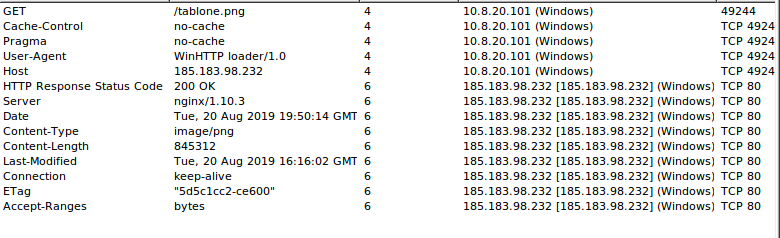 GET /tablone.png 4 10.8.20.101 (Windows) 49244
Cache-Control no-cache 4 10.8.20.101 (Windows) TCP 4924
Pragma no-cache 4 10.8.20.101 (Windows) TCP 4924
User-Agent WinHTTP loader/1.0 4 10.8.20.101 (Windows) TCP 4924
Host 185.183.98.232 4 10.8.20.101 (Windows) TCP 4924
HTTP Response Status Code 200 OK 6 185.183.98.232 [185.183.98.232] (Windows) TCP 80
Server nginx/1.10.3 6 185.183.98.232 [185.183.98.232] (Windows) TCP 80
Date Tue, 20 Aug 2019 19:50:14 GMT 6 185.183.98.232 [185.183.98.232] (Windows) TCP 80
Content-Type image/png 6 185.183.98.232 [185.183.98.232] (Windows) TCP 80
Content-Length 845312 6 185.183.98.232 [185.183.98.232] (Windows) TCP 80
Last-Modified Tue, 20 Aug 2019 16:16:02 GMT 6 185.183.98.232 [185.183.98.232] (Windows) TCP 80
Connection keep-alive 6 185.183.98.232 [185.183.98.232] (Windows) TCP 80
ETag "5d5c1cc2-ce600" 6 185.183.98.232 [185.183.98.232] (Windows) TCP 80
Accept-Ranges bytes 6 185.183.98.232 [185.183.98.232] (Windows) TCP 80